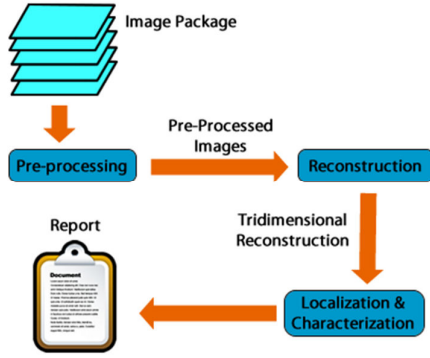 Image Package
Pre-processing
Pre-Processed
Images
Reconstruction
Tridimensional
Reconstruction
Localization &
Characterization
Report
Document